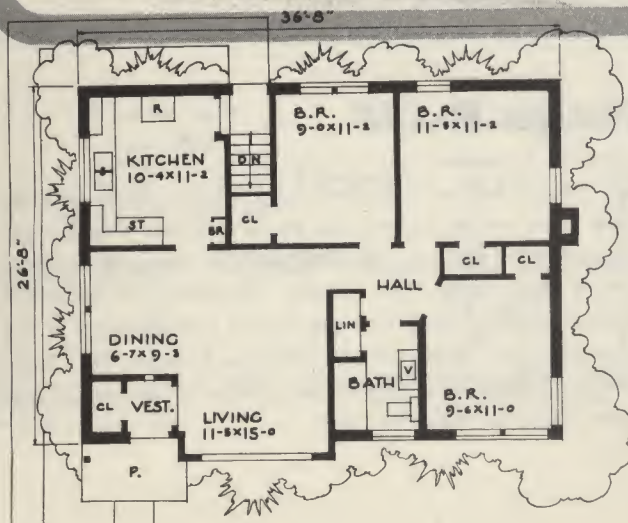 36'-8"
R
B.R.
9-0X11-2
B.R.
11-8X11-2
KITCHEN
10-4X11-2
DN
26'-8"
ST
BR
CL
CL
CL
HALL
LIN
DINING
6-7X9-3
BATH
V
CL
VEST.
LIVING
11-8X15-0
B.R.
9-6X11-0
P.